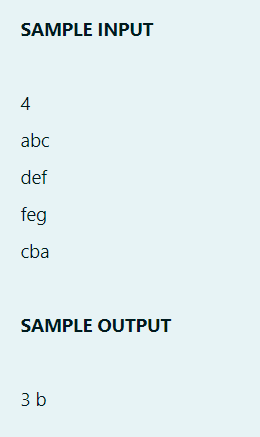 SAMPLE INPUT
4
abc
def
feg
cba
SAMPLE OUTPUT
3 b